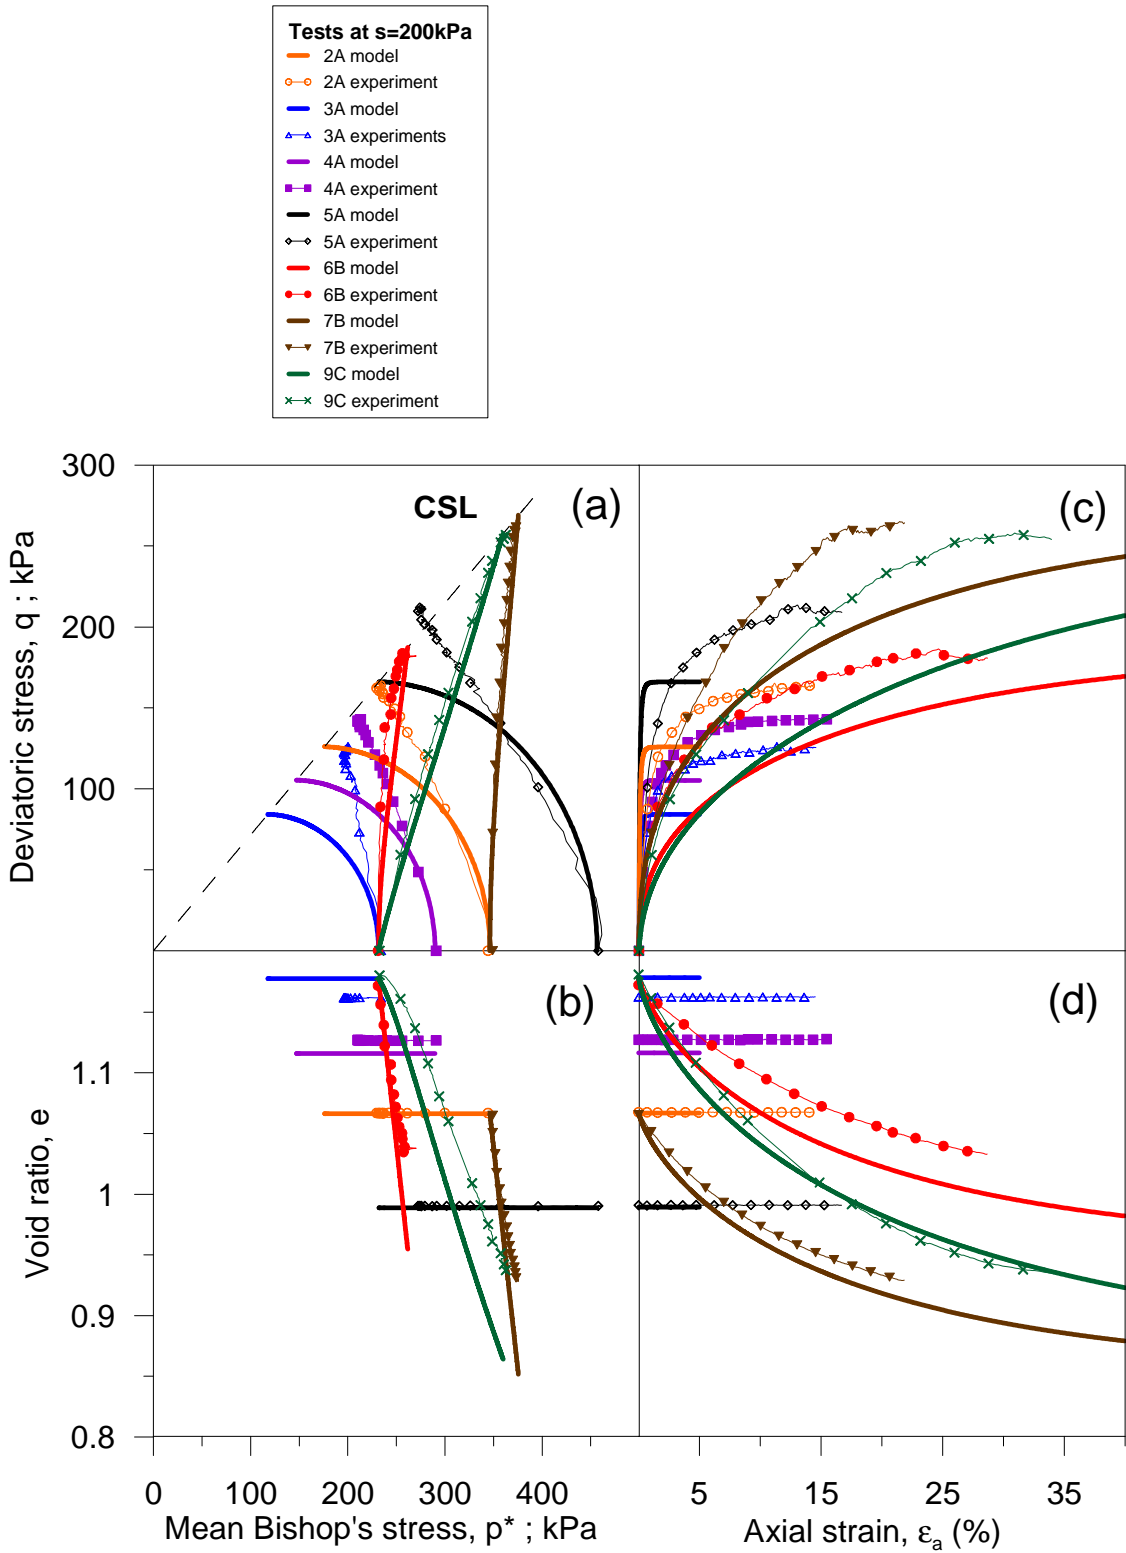 Tests at s=200kPa
2A model
2A experiment
3A model
3A experiments
4A model
4A experiment
5A model
5A experiment
6B model
6B experiment
7B model
7B experiment
9C model
9C experiment
300
200
100
Deviatoric stress, q ; kPa
CSL
(a)
(c)
1.1
1
0.9
0.8
Void ratio, e
(b)
(d)
0 100 200 300 400
5 15 25 35
Mean Bishop's stress, p* ; kPa
Axial strain, εa (%)